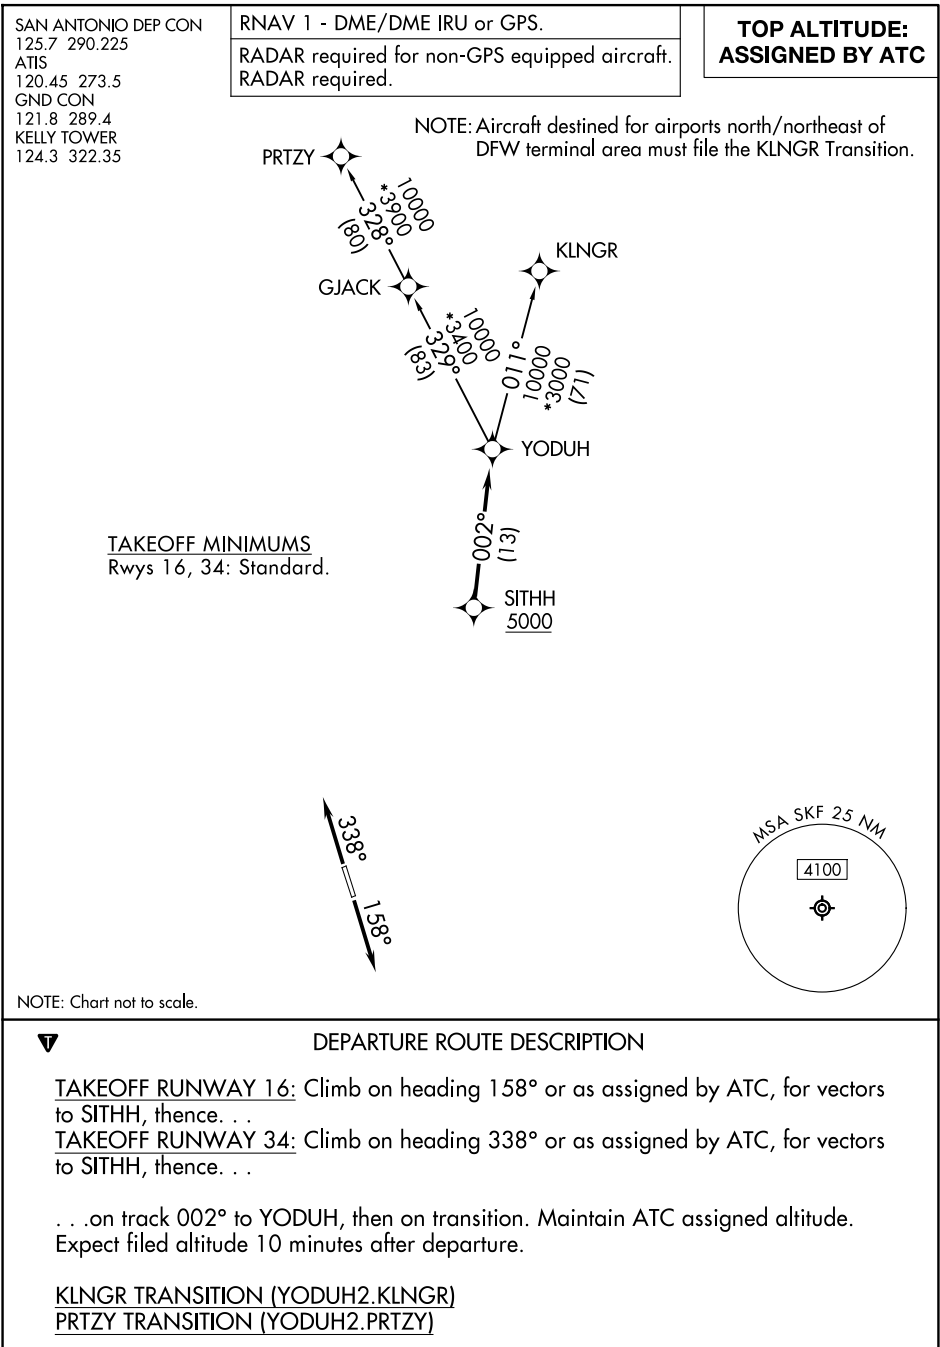 SAN ANTONIO DEP CON
125.7 290.225
ATIS
120.45 273.5
GND CON
121.8 289.4
KELLY TOWER
124.3 322.35
RNAV 1 - DME/DME IRU or GPS.
RADAR required for non-GPS equipped aircraft.
RADAR required.
TOP ALTITUDE:
ASSIGNED BY ATC
NOTE: Aircraft destined for airports north/northeast of
DFW terminal area must file the KLNGR Transition.
PRTZY
10000
*3900
328°
(80)
KLNGR
GJACK
10000
*3400
329°
(83)
011°
10000
*3000
(71)
YODUH
002°
(13)
TAKEOFF MINIMUMS
Rwys 16, 34: Standard.
SITHH
5000
338°
158°
MSA SKF 25 NM
4100
NOTE: Chart not to scale.
T
DEPARTURE ROUTE DESCRIPTION
TAKEOFF RUNWAY 16: Climb on heading 158° or as assigned by ATC, for vectors
to SITHH, thence. . .
TAKEOFF RUNWAY 34: Climb on heading 338° or as assigned by ATC, for vectors
to SITHH, thence. . .
. . .on track 002° to YODUH, then on transition. Maintain ATC assigned altitude.
Expect filed altitude 10 minutes after departure.
KLNGR TRANSITION (YODUH2.KLNGR)
PRTZY TRANSITION (YODUH2.PRTZY)